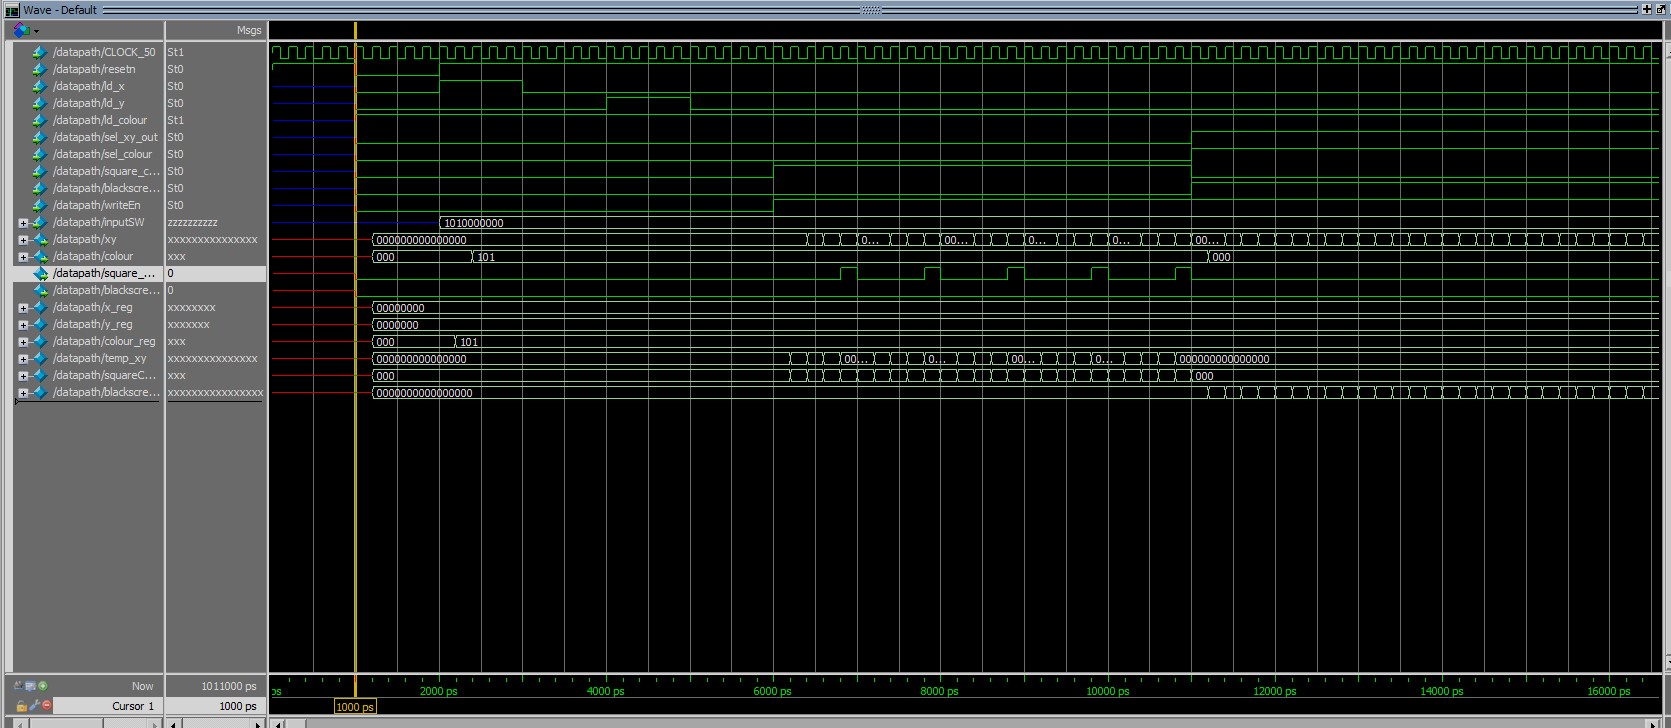 Wave - Default
Msgs
/datapath/CLOCK_50 St1
/datapath/resetn St0
/datapath/ld_x St0
/datapath/ld_y St0
/datapath/ld_colour St1
/datapath/sel_xy_out St0
/datapath/sel_colour St0
/datapath/square_c... St0
/datapath/blackscre... St0
/datapath/writeEn St0
/datapath/inputSW zzzzzzzzzz 1010000000
/datapath/xy xxxxxxxxxxxxxxx 000000000000000 0... 00... 0... 0... 00...
/datapath/colour xxx 000 101 000
/datapath/square_... 0
/datapath/blackscre... 0
/datapath/x_reg xxxxxxxx 00000000
/datapath/y_reg xxxxxxx 0000000
/datapath/colour_reg xxx 000 101
/datapath/temp_xy xxxxxxxxxxxxxxx 000000000000000 00... 0... 00... 0... 000000000000000
/datapath/squareC... xxx 000 000
/datapath/blackscre... xxxxxxxxxxxxxxxx 0000000000000000
Now 1011000 ps ps 2000 ps 4000 ps 6000 ps 8000 ps 10000 ps 12000 ps 14000 ps 16000 ps
Cursor 1 1000 ps 1000 ps